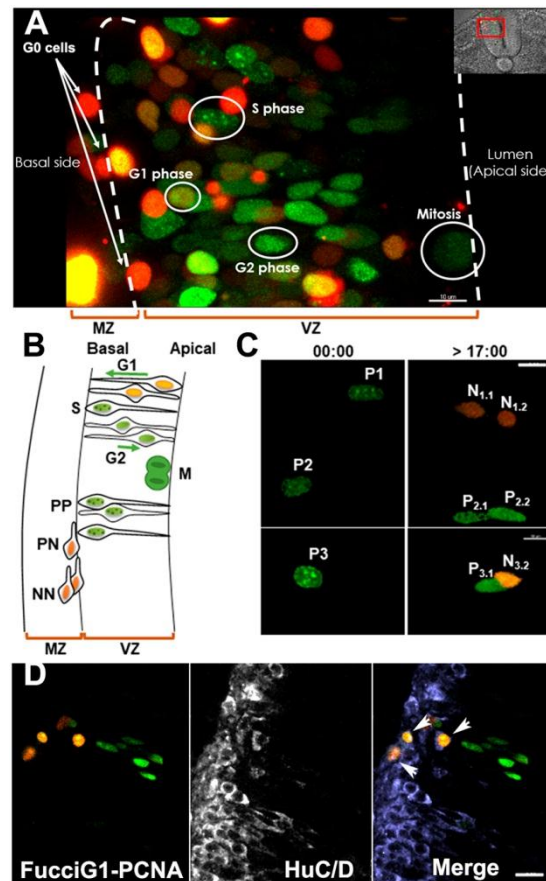 A
G0 cells
S phase
Basal side
G1 phase
Lumen
(Apical side)
Mitosis
G2 phase
10 µm
MZ
VZ
B
Basal
Apical
G1
S
G2
M
PP
PN
NN
MZ
VZ
C
00:00
> 17:00
P1
N1.1
N1.2
P2
P2.1
P2.2
P3
P3.1
N3.2
D
FucciG1-PCNA
HuC/D
Merge